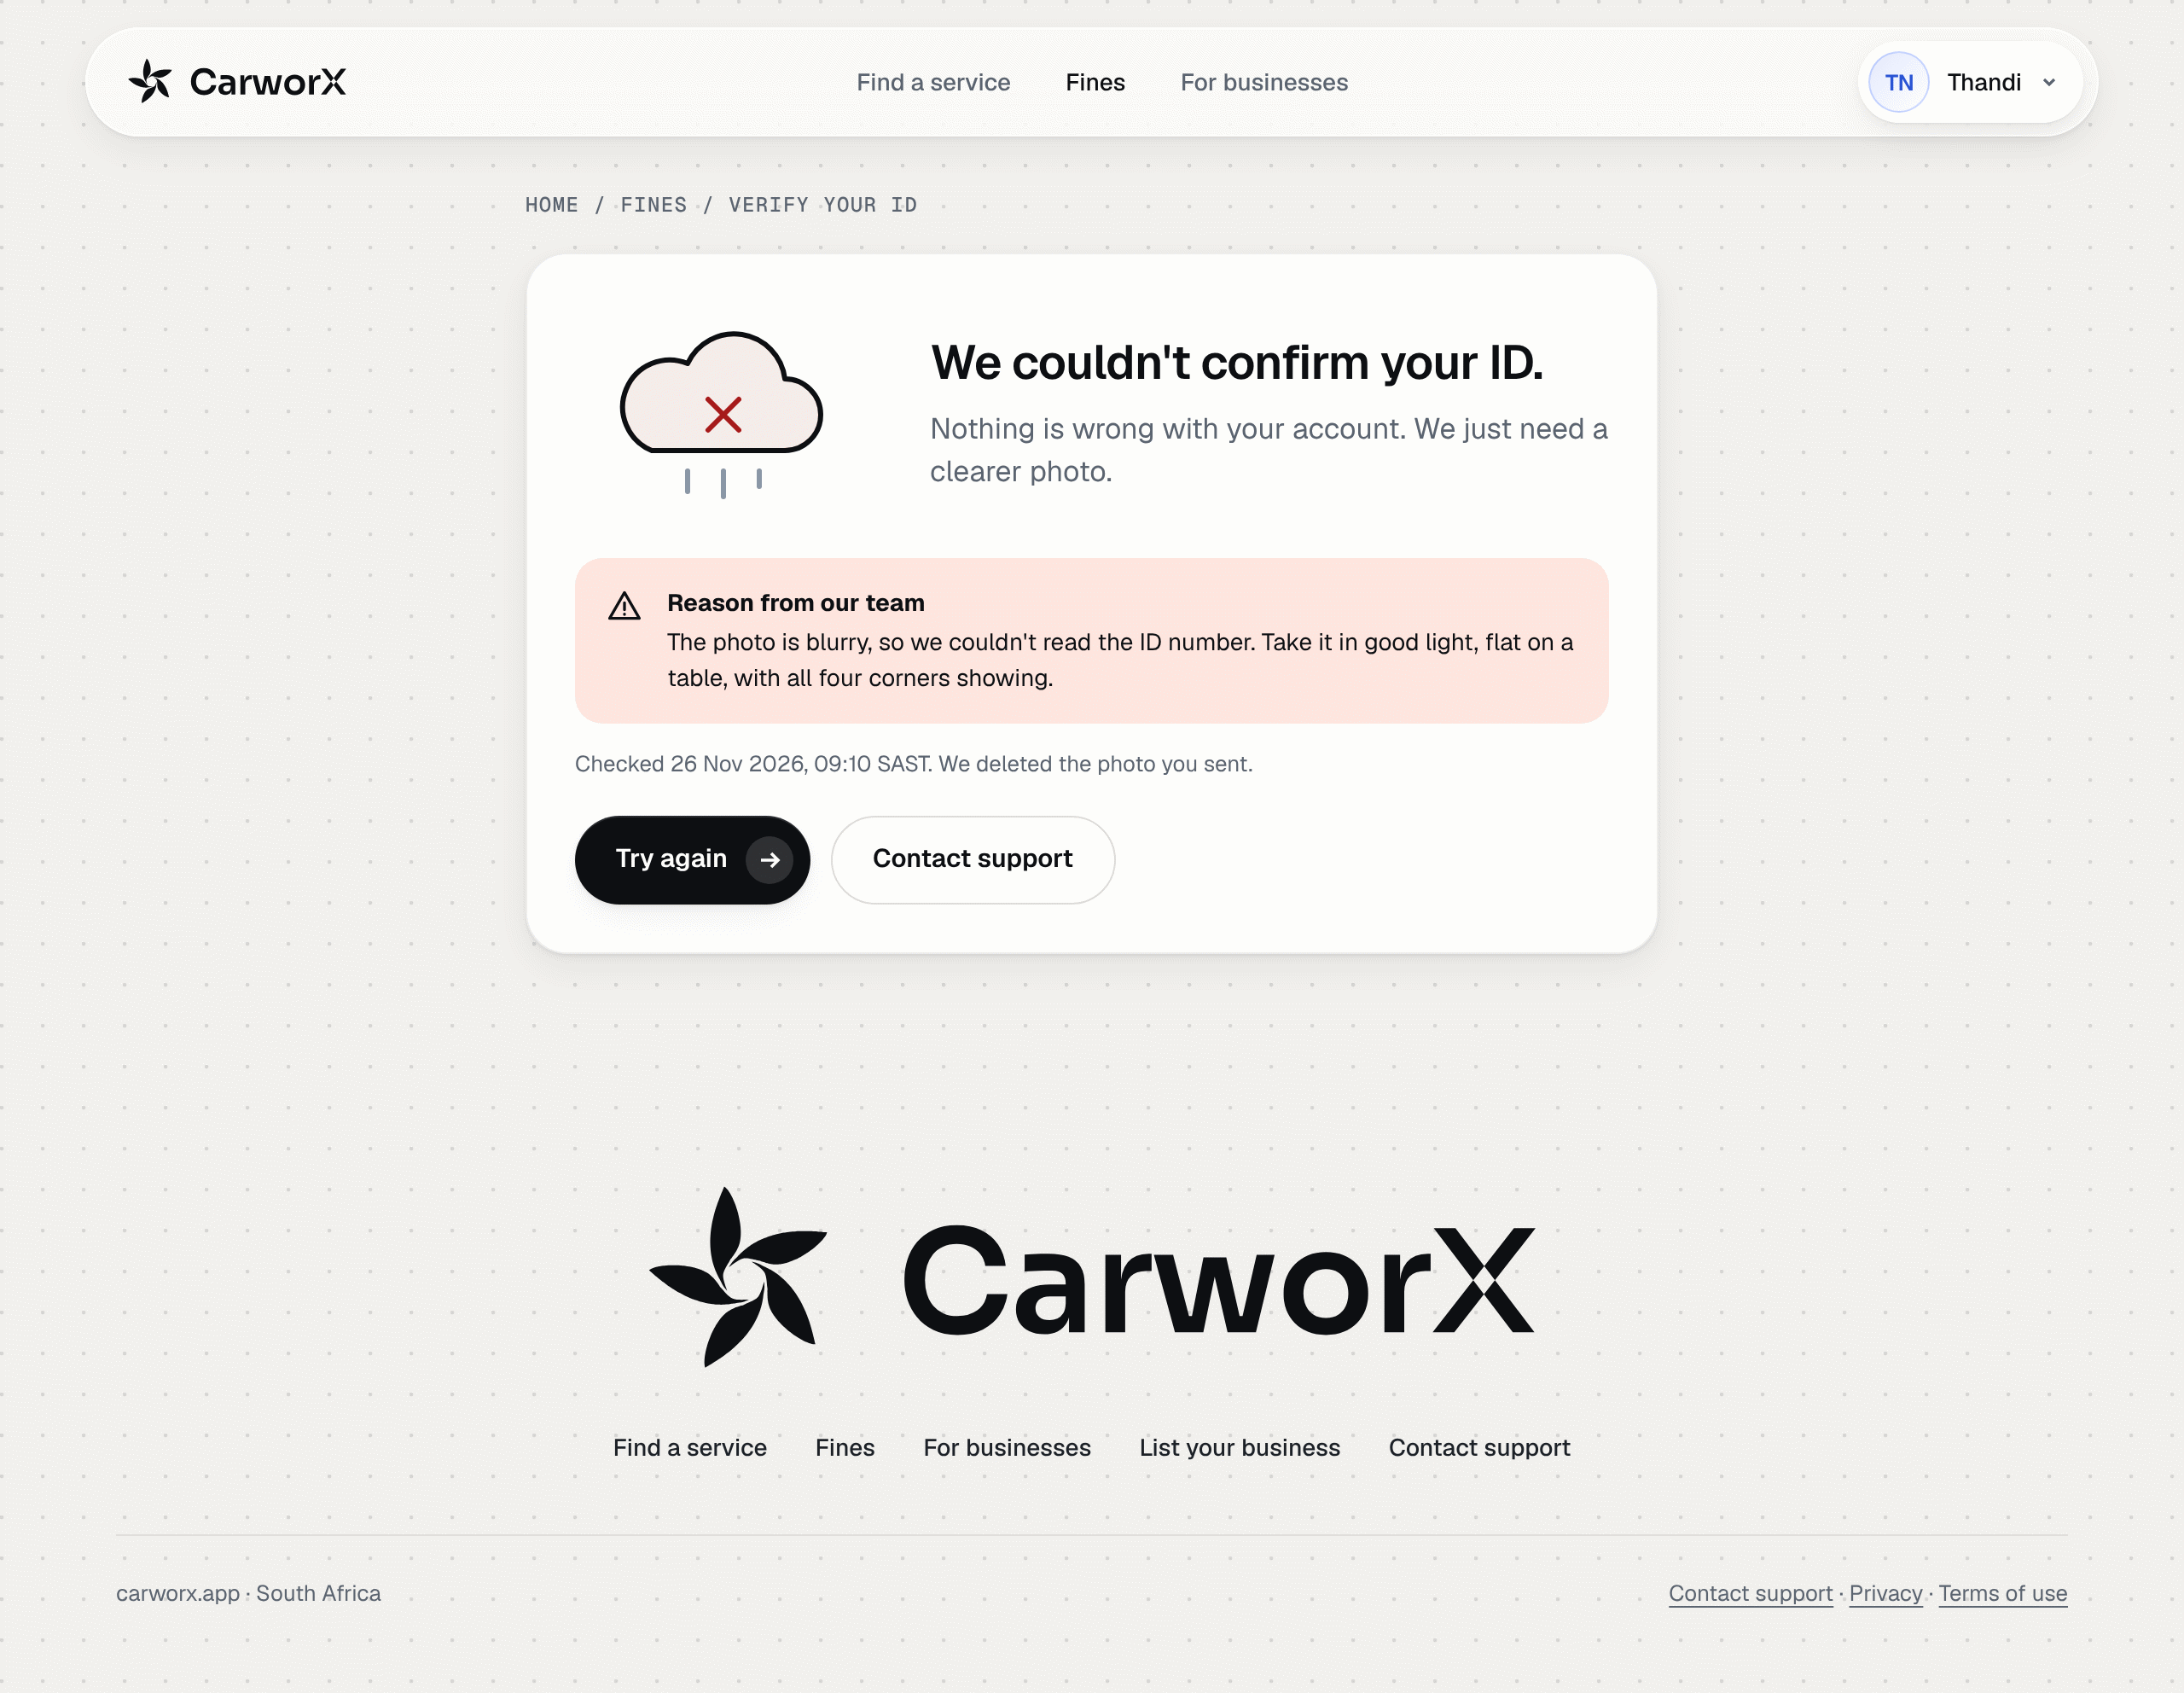 CarworX
Find a service
Fines
For businesses
TN
Thandi
HOME / FINES / VERIFY YOUR ID
We couldn't confirm your ID.
Nothing is wrong with your account. We just need a
clearer photo.
Reason from our team
The photo is blurry, so we couldn't read the ID number. Take it in good light, flat on a
table, with all four corners showing.
Checked 26 Nov 2026, 09:10 SAST. We deleted the photo you sent.
Try again
Contact support
CarworX
Find a service
Fines
For businesses
List your business
Contact support
carworx.app · South Africa
Contact support · Privacy · Terms of use